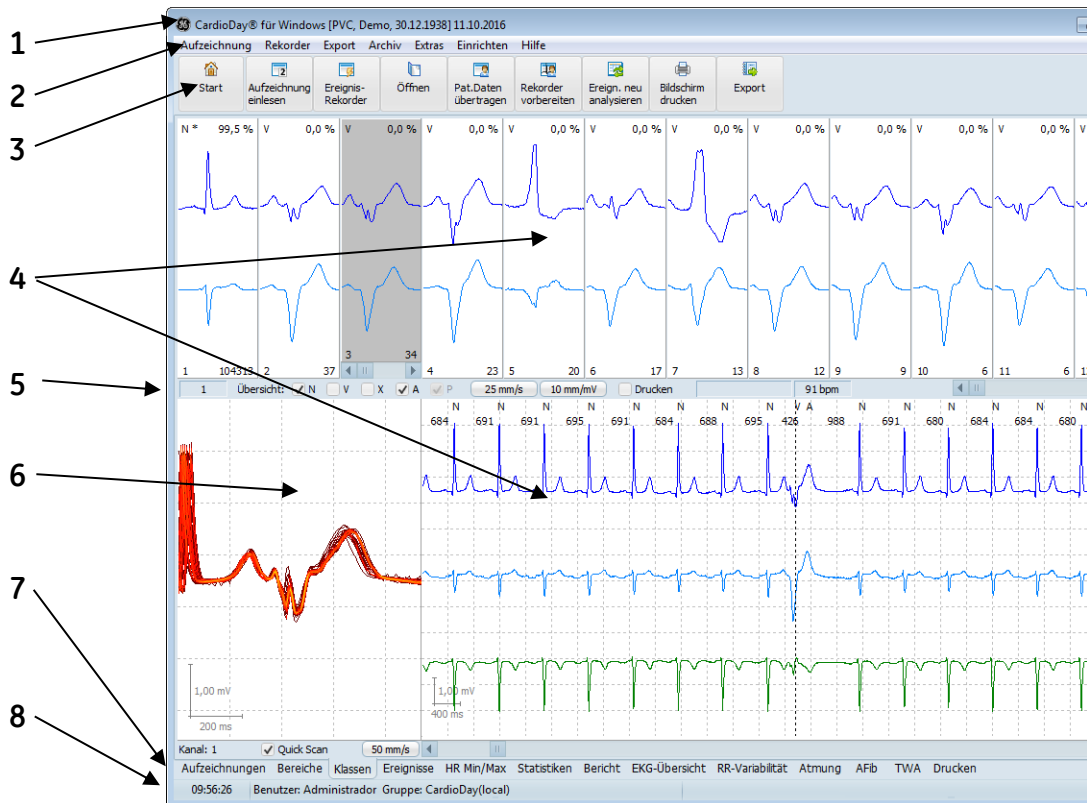 1
CardioDay® für Windows [PVC, Demo, 30.12.1938] 11.10.2016
2
Aufzeichnung Rekorder Export Archiv Extras Einrichten Hilfe
3
Start
Aufzeichnung einlesen
Ereignis-Rekorder
Öffnen
Pat.Daten übertragen
Rekorder vorbereiten
Ereign. neu analysieren
Bildschirm drucken
Export
N * 99,5 % V 0,0 % V 0,0 % V 0,0 % V 0,0 % V 0,0 % V 0,0 % V 0,0 % V 0,0 % V 0,0 % V 0,0 % V
4
3 34
1 104313 2 37 4 23 5 20 6 17 7 13 8 12 9 9 10 6 11 6
5
1 Übersicht: N V X A P 25 mm/s 10 mm/mV Drucken 91 bpm
N N N N N N N N V A N N N N N N
684 691 691 695 691 684 688 695 426 988 691 680 684 684 680
6
1,00 mV
200 ms
1,00 mV
400 ms
7
Kanal: 1 Quick Scan 50 mm/s
Aufzeichnungen Bereiche Klassen Ereignisse HR Min/Max Statistiken Bericht EKG-Übersicht RR-Variabilität Atmung AFib TWA Drucken
8
09:56:26 Benutzer: Administrador Gruppe: CardioDay(local)